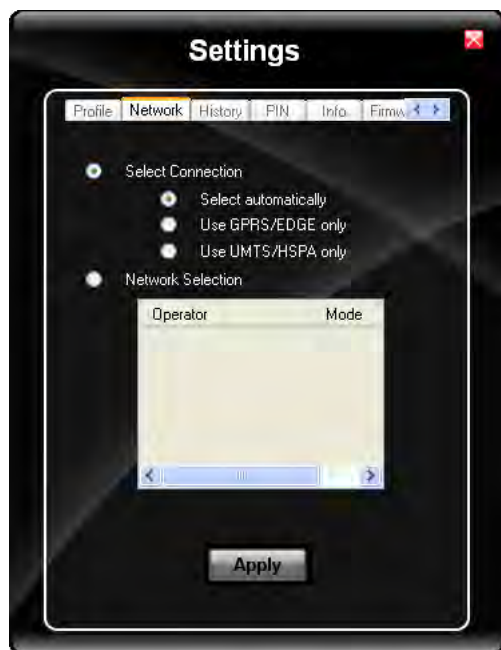 Settings
Profile Network History PIN Info. Firmw
Select Connection
Select automatically
Use GPRS/EDGE only
Use UMTS/HSPA only
Network Selection
Operator Mode
Apply